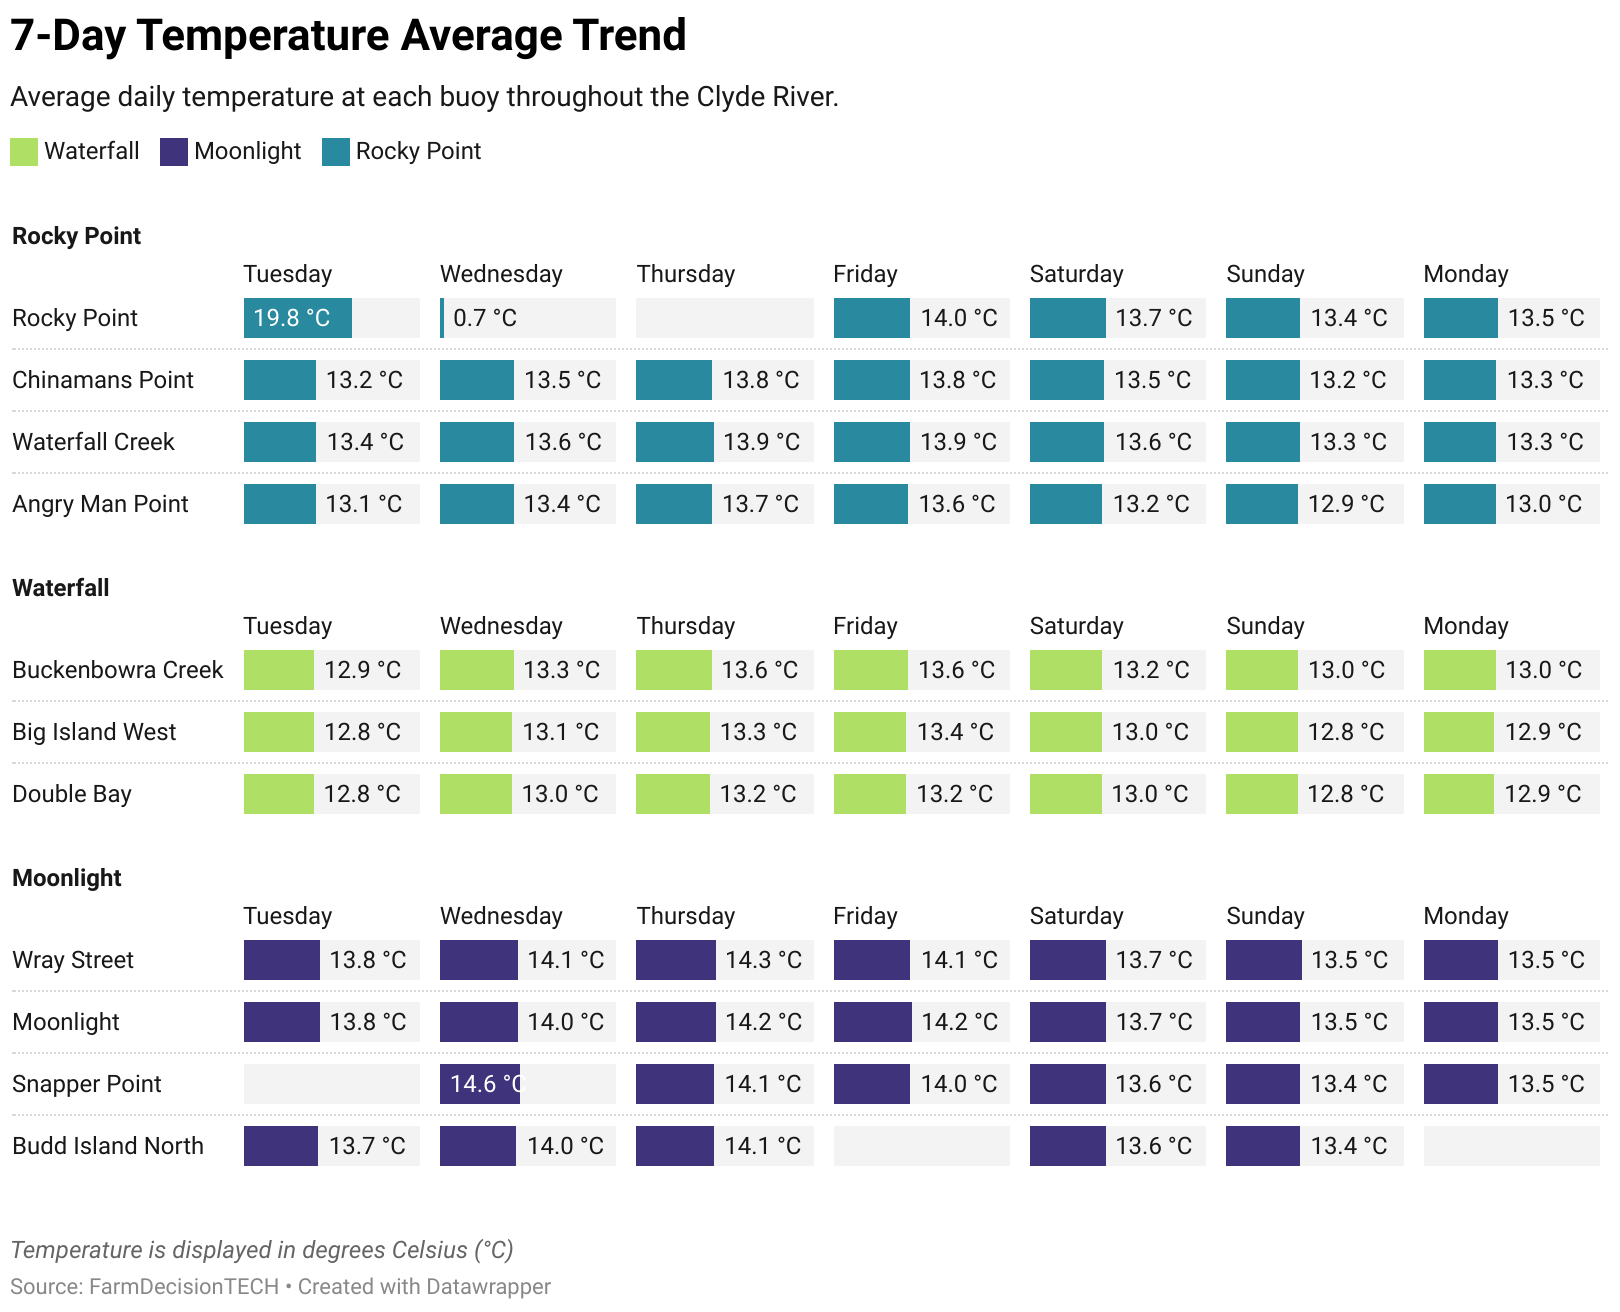 7-Day Temperature Average Trend
Average daily temperature at each buoy throughout the Clyde River.
Waterfall Moonlight Rocky Point
Rocky Point
Tuesday Wednesday Thursday Friday Saturday Sunday Monday
Rocky Point 19.8 °C 0.7 °C 14.0 °C 13.7 °C 13.4 °C 13.5 °C
Chinamans Point 13.2 °C 13.5 °C 13.8 °C 13.8 °C 13.5 °C 13.2 °C 13.3 °C
Waterfall Creek 13.4 °C 13.6 °C 13.9 °C 13.9 °C 13.6 °C 13.3 °C 13.3 °C
Angry Man Point 13.1 °C 13.4 °C 13.7 °C 13.6 °C 13.2 °C 12.9 °C 13.0 °C
Waterfall
Tuesday Wednesday Thursday Friday Saturday Sunday Monday
Buckenbowra Creek 12.9 °C 13.3 °C 13.6 °C 13.6 °C 13.2 °C 13.0 °C 13.0 °C
Big Island West 12.8 °C 13.1 °C 13.3 °C 13.4 °C 13.0 °C 12.8 °C 12.9 °C
Double Bay 12.8 °C 13.0 °C 13.2 °C 13.2 °C 13.0 °C 12.8 °C 12.9 °C
Moonlight
Tuesday Wednesday Thursday Friday Saturday Sunday Monday
Wray Street 13.8 °C 14.1 °C 14.3 °C 14.1 °C 13.7 °C 13.5 °C 13.5 °C
Moonlight 13.8 °C 14.0 °C 14.2 °C 14.2 °C 13.7 °C 13.5 °C 13.5 °C
Snapper Point 14.6 °C 14.1 °C 14.0 °C 13.6 °C 13.4 °C 13.5 °C
Budd Island North 13.7 °C 14.0 °C 14.1 °C 13.6 °C 13.4 °C
Temperature is displayed in degrees Celsius (°C)
Source: FarmDecisionTECH • Created with Datawrapper